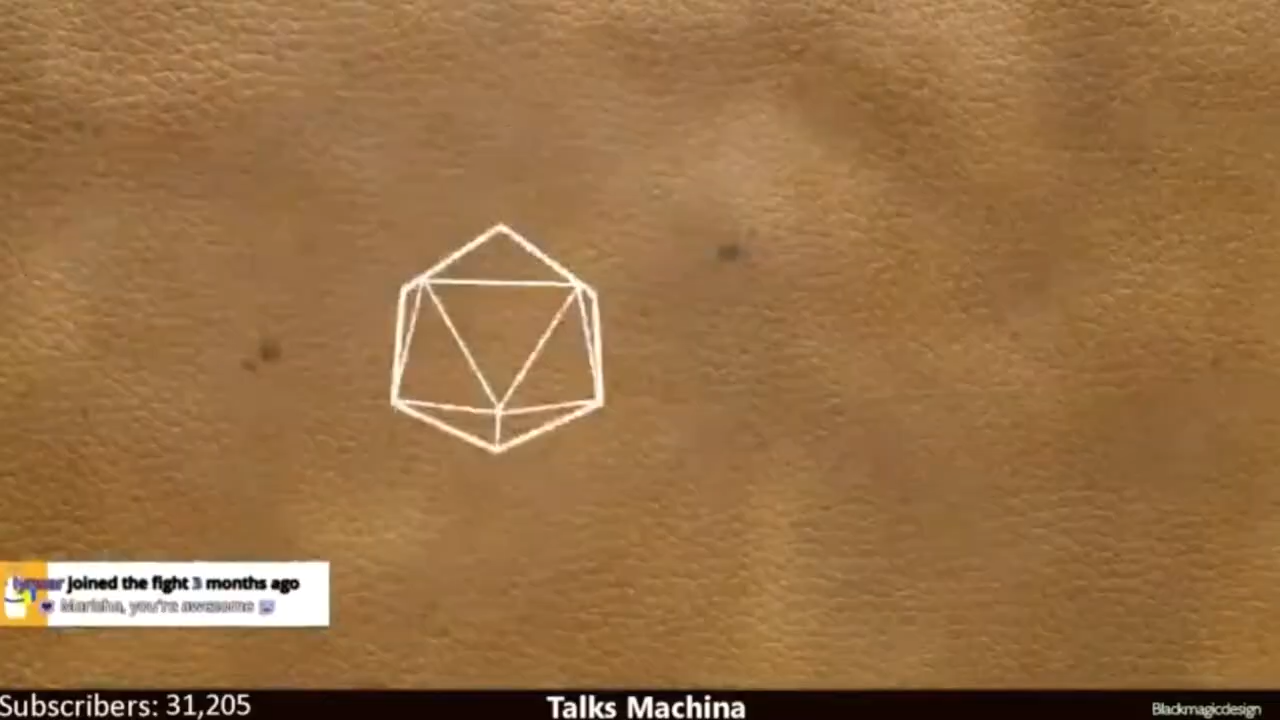 joined the fight 3 months ago
Marisha, you're awesome
Subscribers: 31,205
Talks Machina
Blackmagicdesign